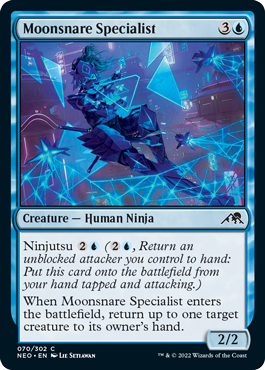 Moonsnare Specialist 3
Creature — Human Ninja
Ninjutsu 2 (2, Return an
unblocked attacker you control to hand:
Put this card onto the battlefield from
your hand tapped and attacking.)
When Moonsnare Specialist enters
the battlefield, return up to one target
creature to its owner's hand.
2/2
070/302 C
NEO • EN Lie Setiawan
™ & © 2022 Wizards of the Coast